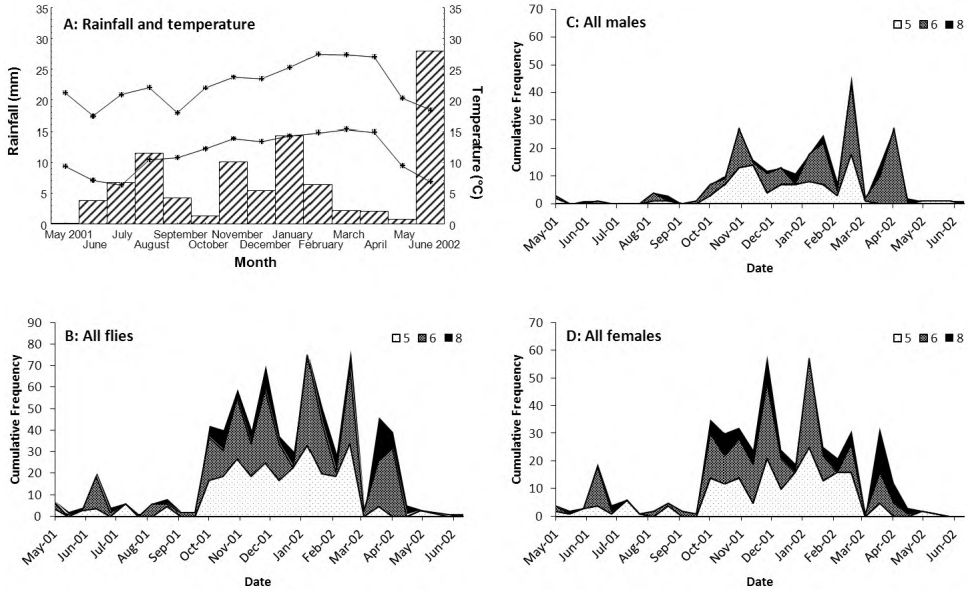 A: Rainfall and temperature
Rainfall (mm)
35
30
25
20
15
10
5
0
35
30
25
20
15
10
5
0
Temperature (°C)
May 2001 July September November January March May
June August October December February April June 2002
Month
C: All males
5 6 8
Cumulative Frequency
70
60
50
40
30
20
10
0
May-01 Jun-01 Jul-01 Aug-01 Sep-01 Oct-01 Nov-01 Dec-01 Jan-02 Feb-02 Mar-02 Apr-02 May-02 Jun-02
Date
B: All flies
5 6 8
Cumulative Frequency
90
80
70
60
50
40
30
20
10
0
May-01 Jun-01 Jul-01 Aug-01 Sep-01 Oct-01 Nov-01 Dec-01 Jan-02 Feb-02 Mar-02 Apr-02 May-02 Jun-02
Date
D: All females
5 6 8
Cumulative Frequency
70
60
50
40
30
20
10
0
May-01 Jun-01 Jul-01 Aug-01 Sep-01 Oct-01 Nov-01 Dec-01 Jan-02 Feb-02 Mar-02 Apr-02 May-02 Jun-02
Date